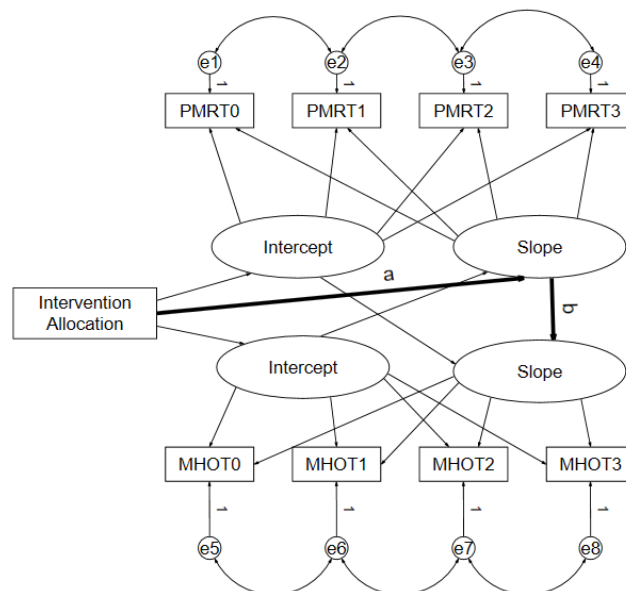 e1 e2 e3 e4
1 1 1 1
PMRT0 PMRT1 PMRT2 PMRT3
Intercept Slope
a
Intervention
Allocation
b
Intercept Slope
MHOT0 MHOT1 MHOT2 MHOT3
1 1 1 1
e5 e6 e7 e8